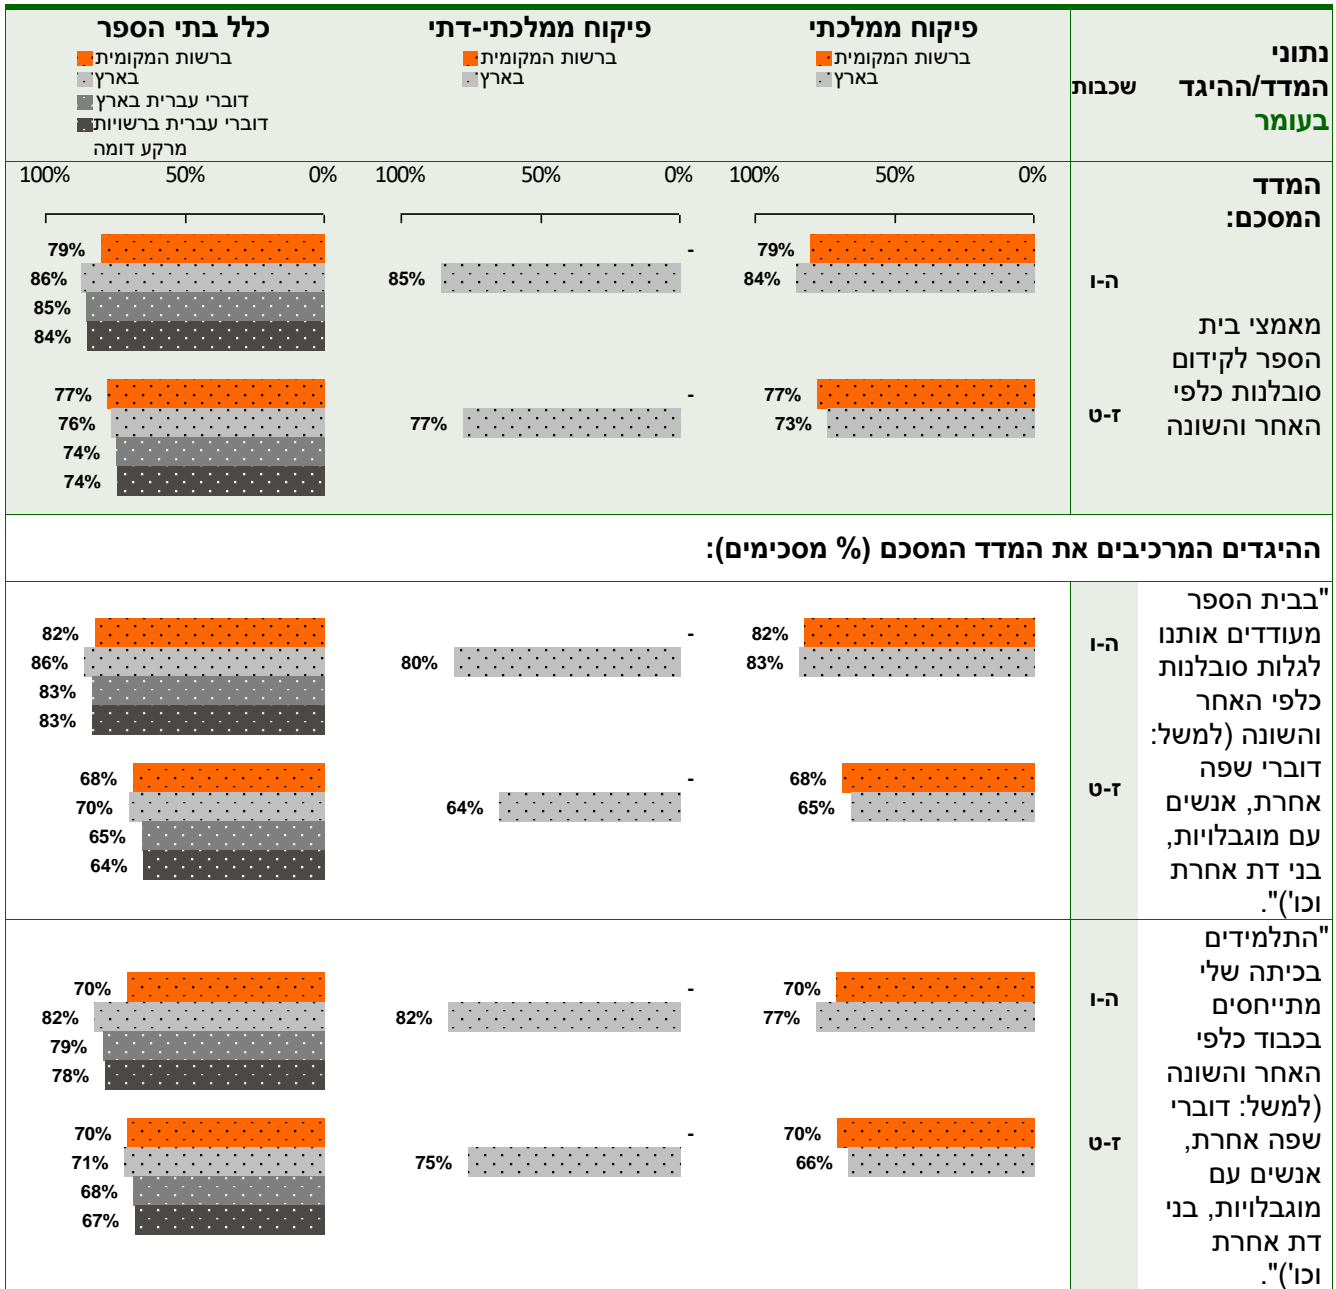 נתוני
המדד/ההיגד
בעומר
שכבות
פיקוח ממלכתי
ברשות המקומית
בארץ
פיקוח ממלכתי-דתי
ברשות המקומית
בארץ
כלל בתי הספר
ברשות המקומית
בארץ
דוברי עברית בארץ
דוברי עברית ברשויות
מרקע דומה
המדד
המסכם:
מאמצי בית
הספר לקידום
סובלנות כלפי
האחר והשונה
0% 50% 100%
0% 50% 100%
0% 50% 100%
ה-ו
79%
84%
-
85%
79%
86%
85%
84%
ז-ט
77%
73%
-
77%
77%
76%
74%
74%
ההיגדים המרכיבים את המדד המסכם (% מסכימים):
"בבית הספר
מעודדים אותנו
לגלות סובלנות
כלפי האחר
והשונה (למשל:
דוברי שפה
אחרת, אנשים
עם מוגבלויות,
בני דת אחרת
וכו')".
ה-ו
82%
83%
-
80%
82%
86%
83%
83%
ז-ט
68%
65%
-
64%
68%
70%
65%
64%
"התלמידים
בכיתה שלי
מתייחסים
בכבוד כלפי
האחר והשונה
(למשל: דוברי
שפה אחרת,
אנשים עם
מוגבלויות, בני
דת אחרת
וכו')".
ה-ו
70%
77%
-
82%
70%
82%
79%
78%
ז-ט
70%
66%
-
75%
70%
71%
68%
67%